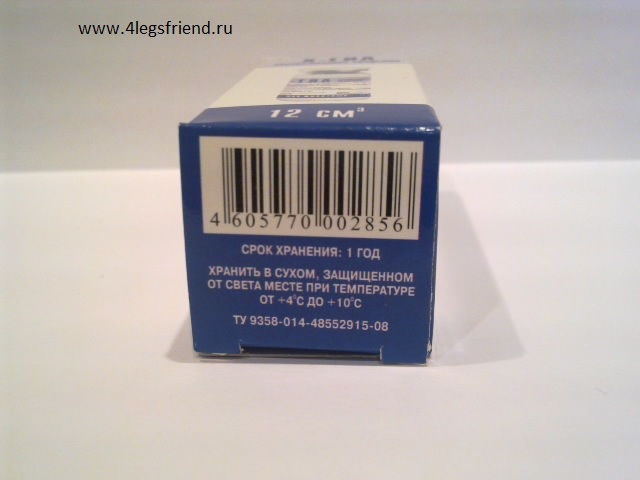 www.4legsfriend.ru
12 СМ³
4 605770 002856
СРОК ХРАНЕНИЯ: 1 ГОД
ХРАНИТЬ В СУХОМ, ЗАЩИЩЕННОМ
ОТ СВЕТА МЕСТЕ ПРИ ТЕМПЕРАТУРЕ
ОТ +4°С ДО +10°С
ТУ 9358-014-48552915-08